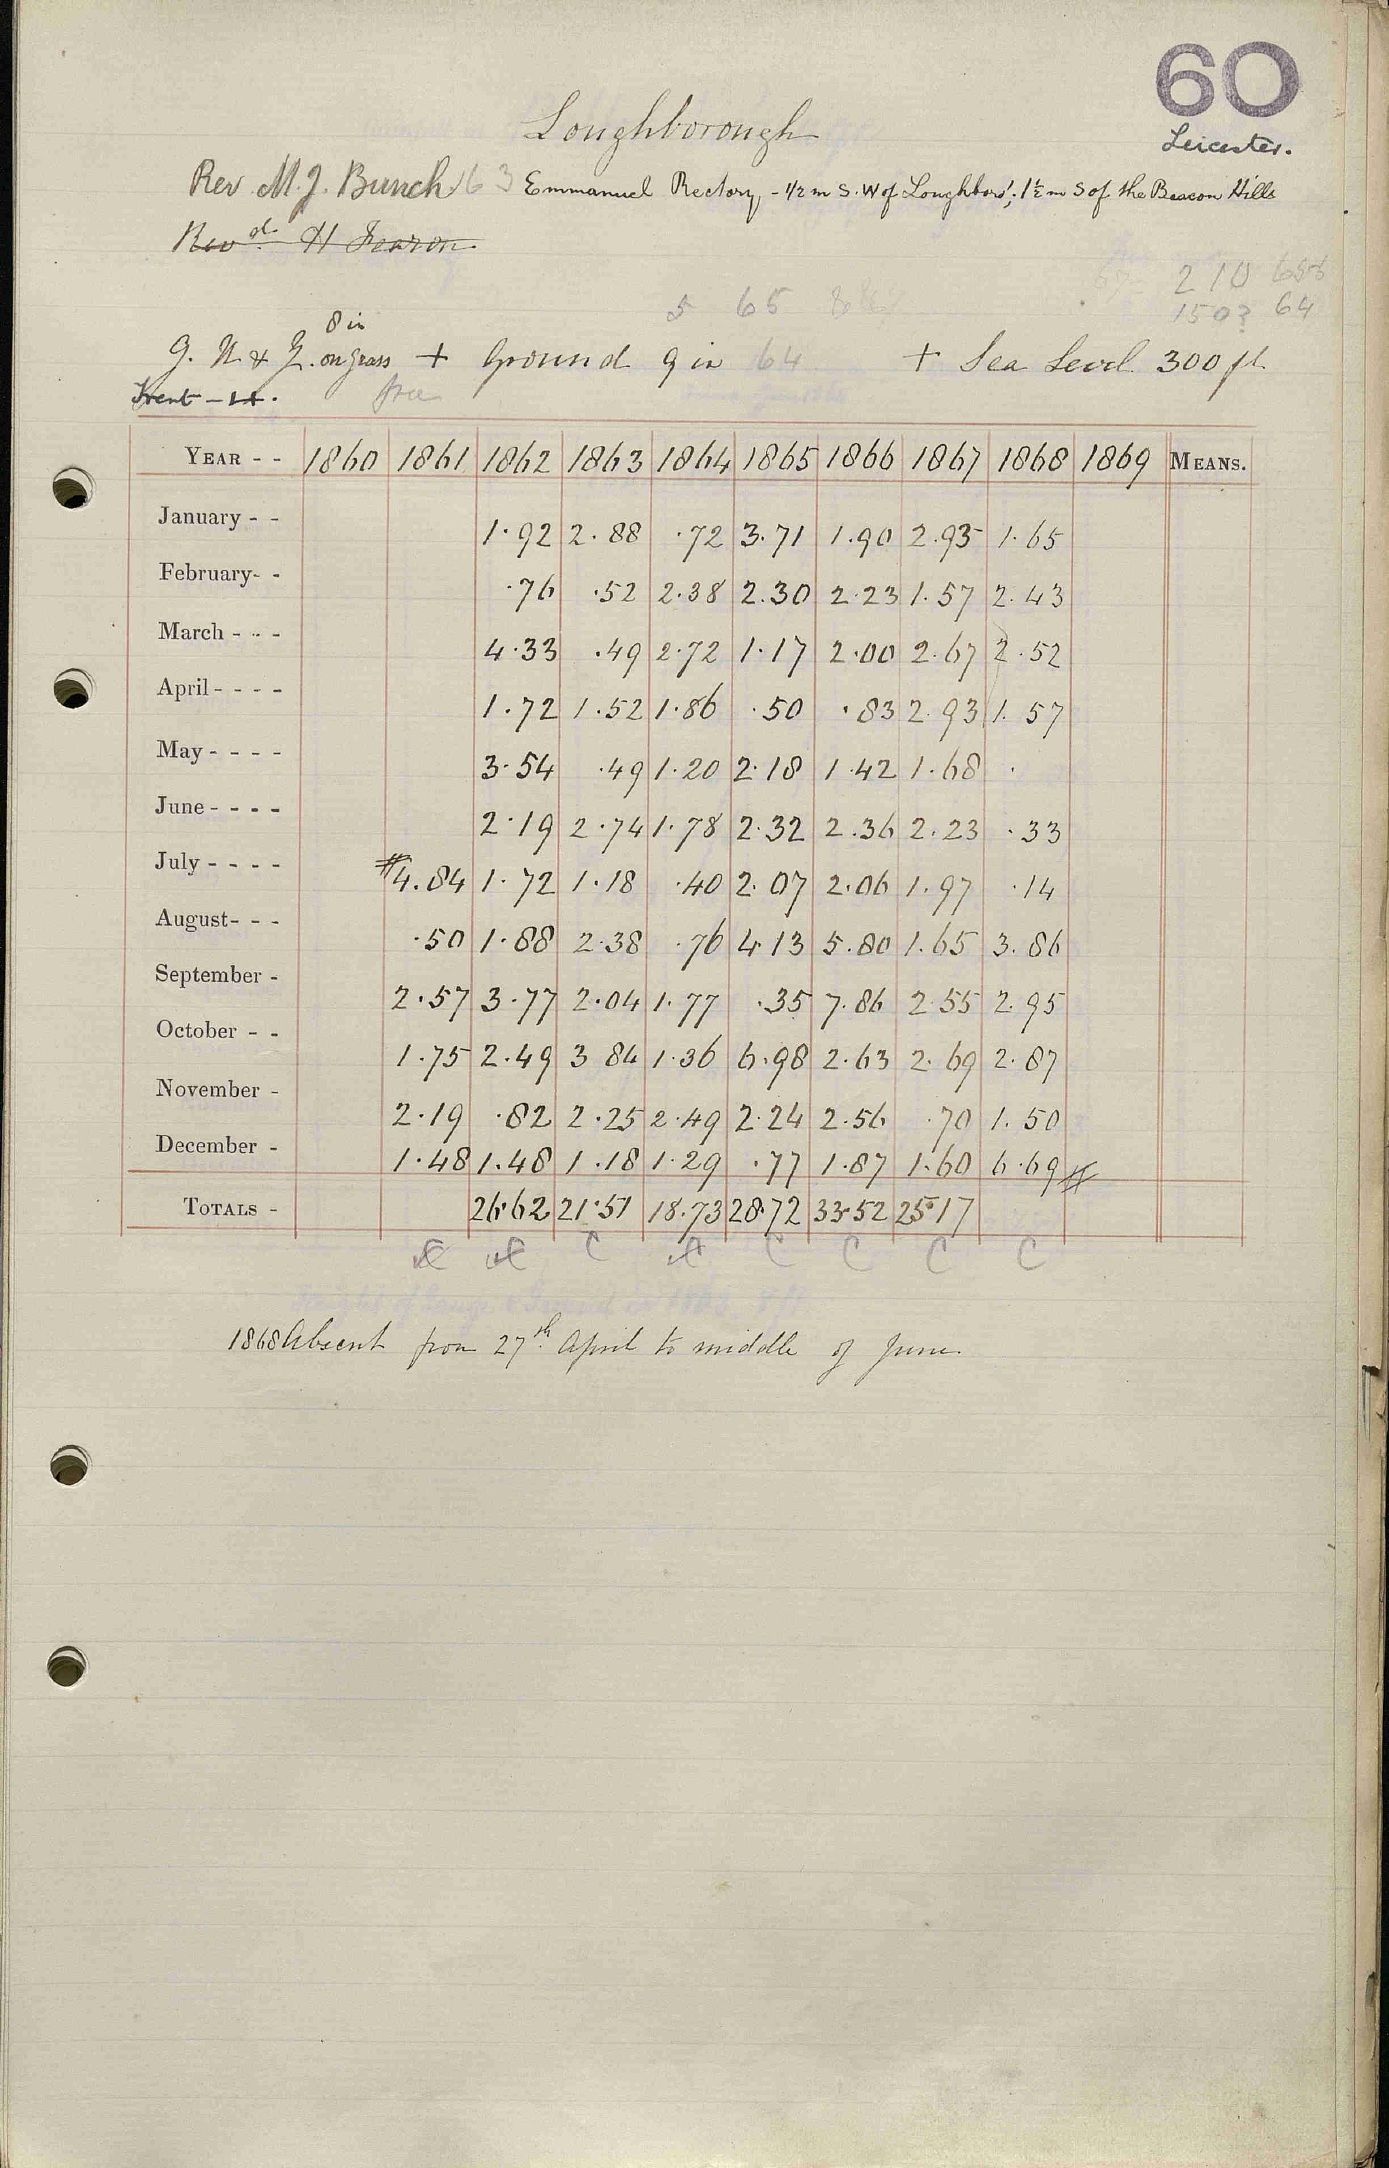 60
Leicester.
Loughborough
Rev M. J. Bunch 63 Emmanuel Rectory - 1/2 m S. W of Loughboro'; 1 1/2 m S of the Beacon Hills
Revd. H Fearon
210 65-6
5 65 150? 64
8 in
on grass + Ground 9 in 64 + Sea Level 300 ft
Trent - 14.
YEAR - - 1860 1861 1862 1863 1864 1865 1866 1867 1868 1869 MEANS.
January - - 1.92 2.88 .72 3.71 1.90 2.95 1.65
February- - .76 .52 2.38 2.30 2.23 1.57 2.43
March - - - 4.33 .49 2.72 1.17 2.00 2.67 2.52
April - - - - 1.72 1.52 1.86 .50 .83 2.93 1.57
May - - - - 3.54 .49 1.20 2.18 1.42 1.68 .
June - - - - 2.19 2.74 1.78 2.32 2.36 2.23 .33
July - - - - #4.84 1.72 1.18 .40 2.07 2.06 1.97 .14
August- - - .50 1.88 2.38 .76 4.13 5.80 1.65 3.86
September - 2.57 3.77 2.04 1.77 .35 7.86 2.55 2.95
October - - 1.75 2.49 3 84 1.36 6.98 2.63 2.69 2.87
November - 2.19 .82 2.25 2.49 2.24 2.56 .70 1.50
December - 1.48 1.48 1.18 1.29 .77 1.87 1.60 6.69 #
TOTALS - 26.62 21.51 18.73 28.72 33.52 25.17
C C C C C
1868 Absent from 27th April to middle of June.